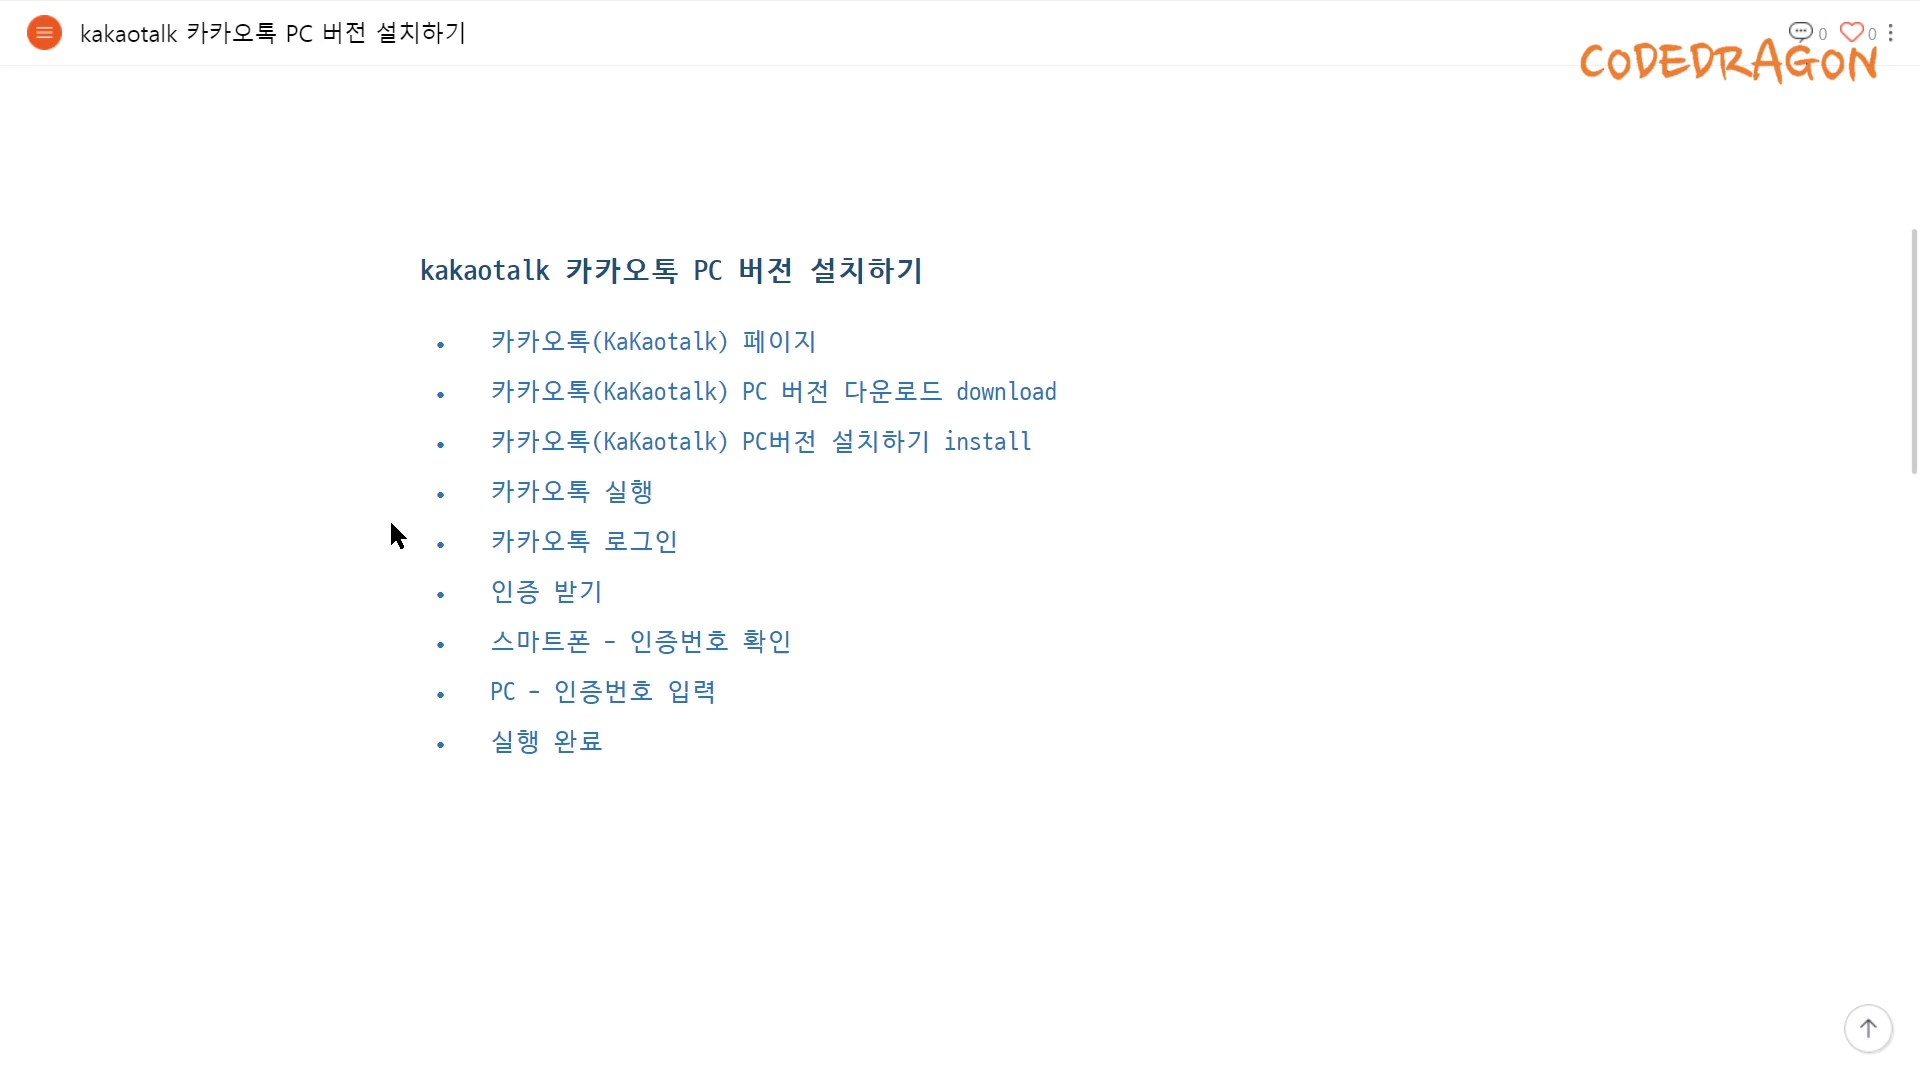 kakaotalk 카카오톡 PC 버전 설치하기
0 0
CODEDRAGON
kakaotalk 카카오톡 PC 버전 설치하기
• 카카오톡(KaKaotalk) 페이지
• 카카오톡(KaKaotalk) PC 버전 다운로드 download
• 카카오톡(KaKaotalk) PC버전 설치하기 install
• 카카오톡 실행
• 카카오톡 로그인
• 인증 받기
• 스마트폰 - 인증번호 확인
• PC - 인증번호 입력
• 실행 완료